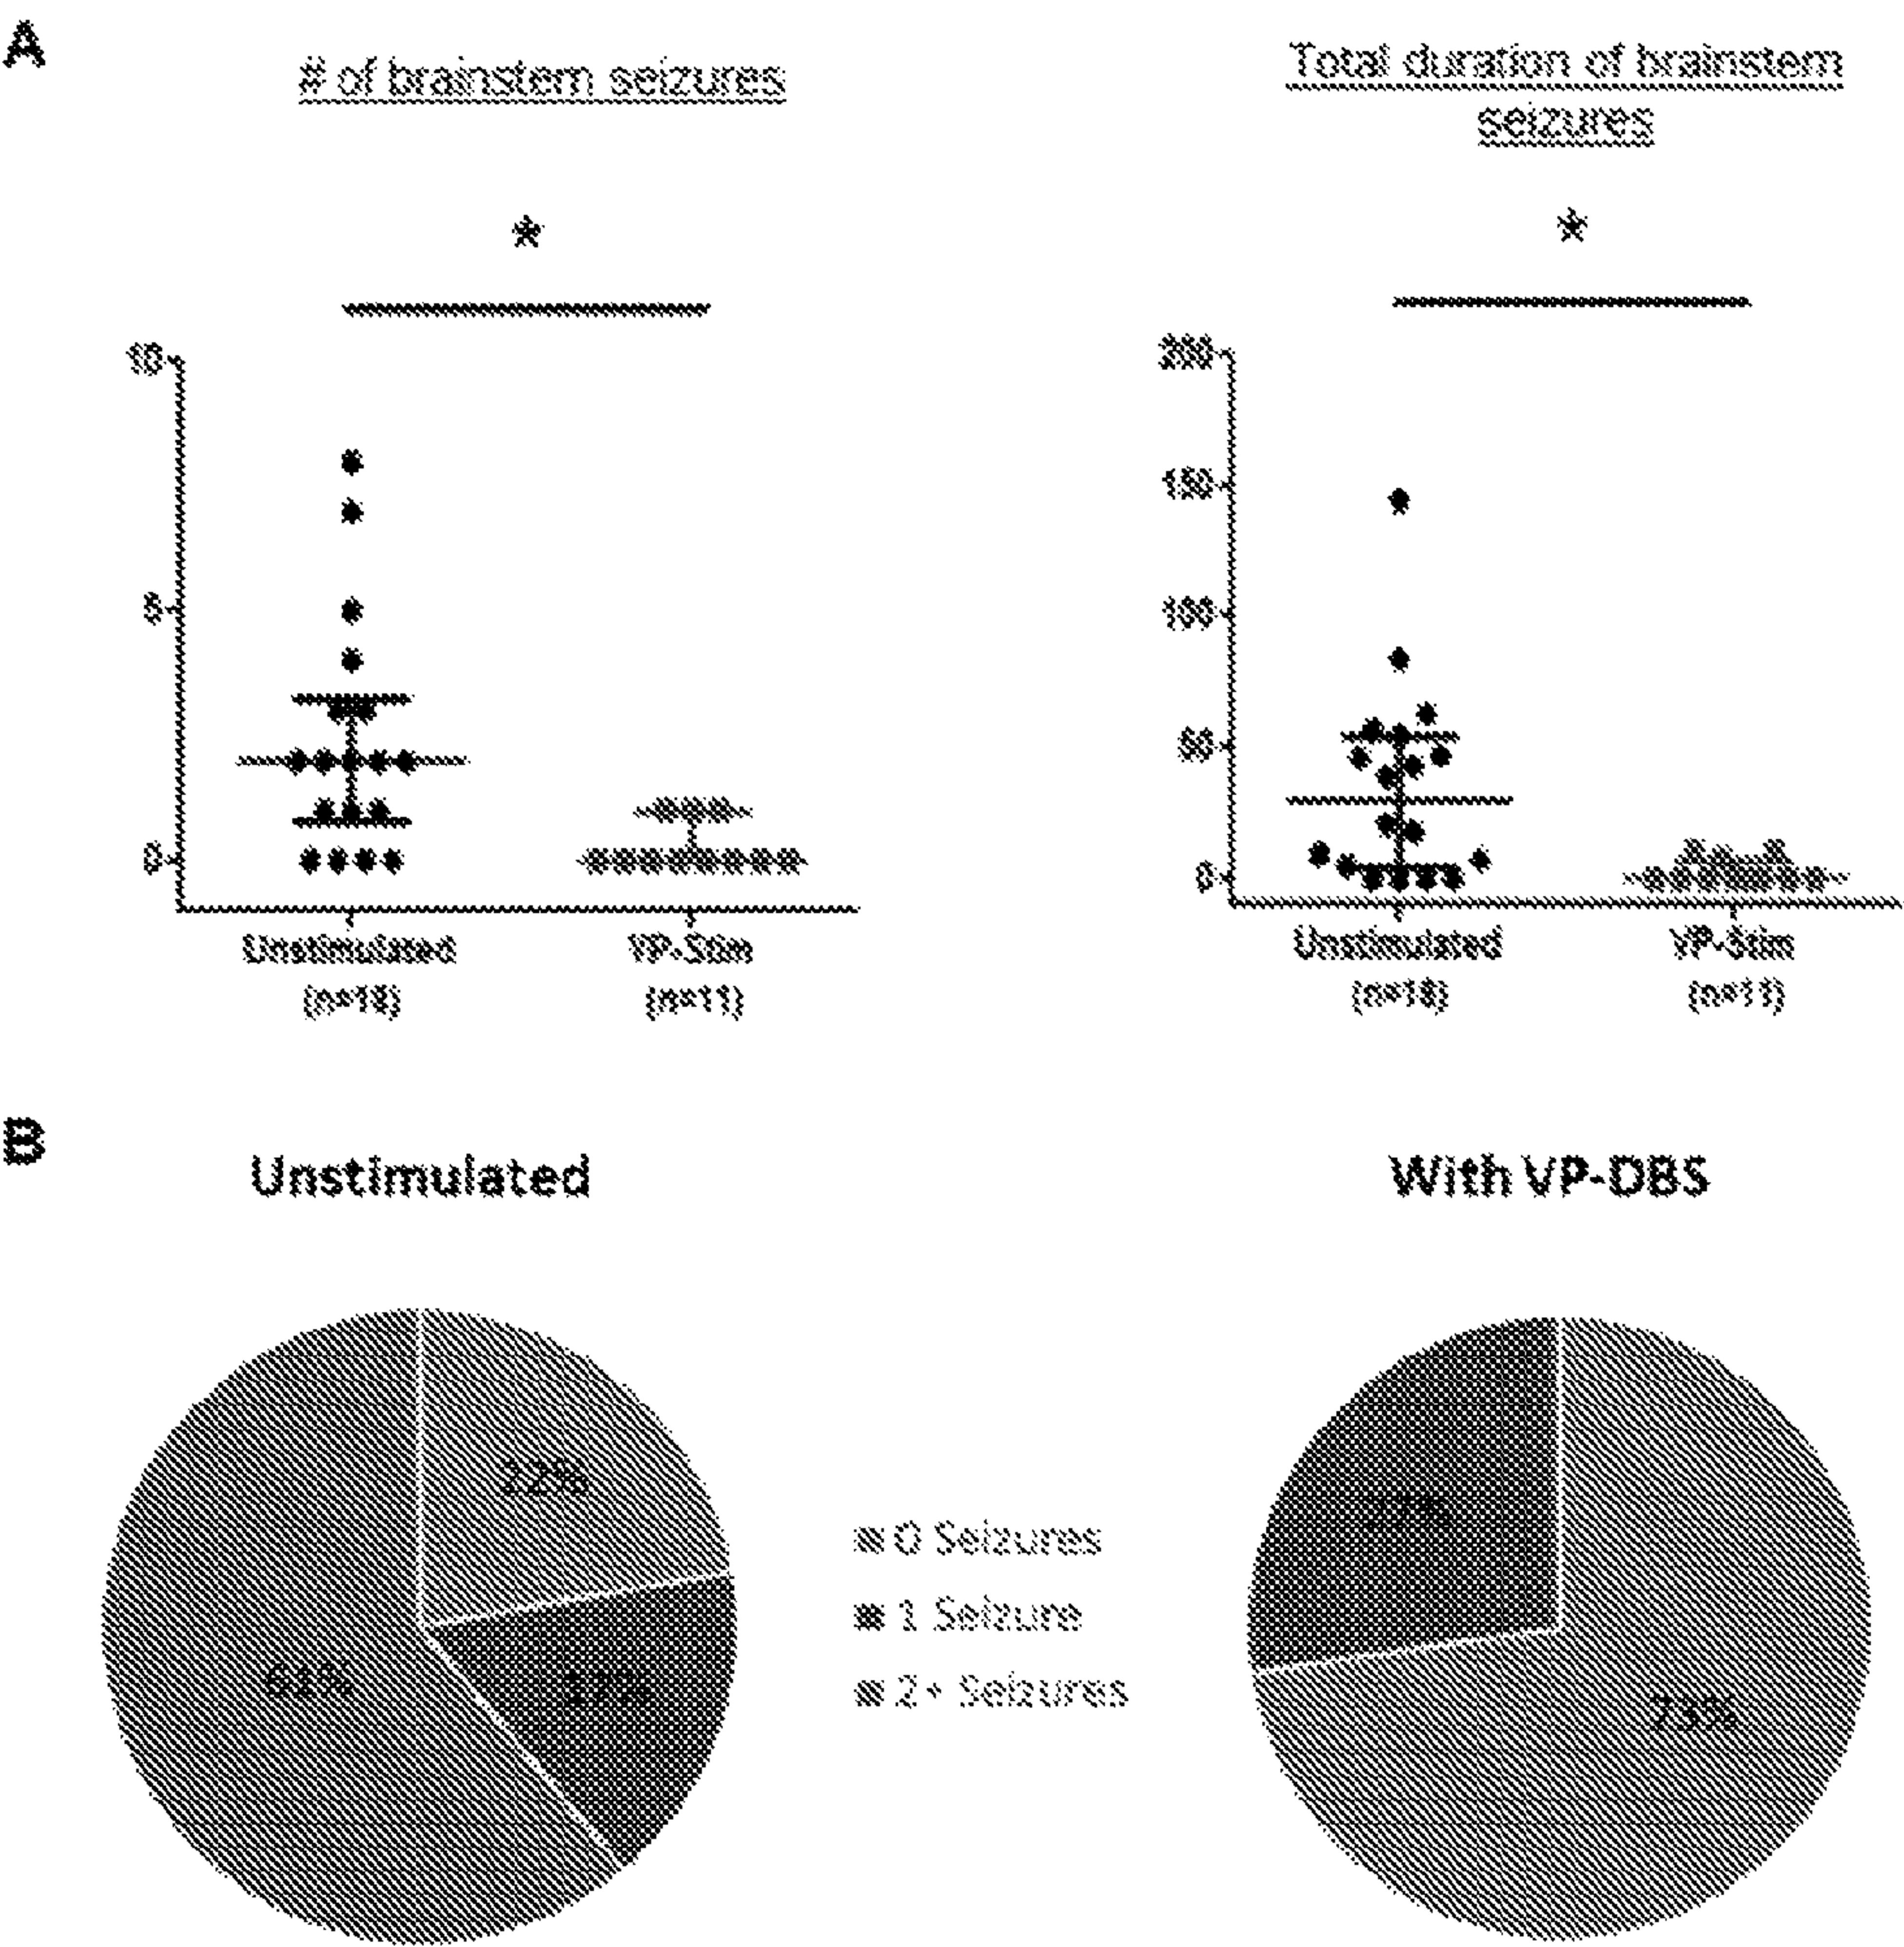 A
# of brainstem seizures
Total duration of brainstem
seizures
*
*
10
5
0
200
150
100
50
0
Unstimulated
(n=18)
VP-Stim
(n=11)
Unstimulated
(n=18)
VP-Stim
(n=11)
B
Unstimulated
With VP-DBS
22%
17%
61%
0 Seizures
1 Seizure
2+ Seizures
27%
73%